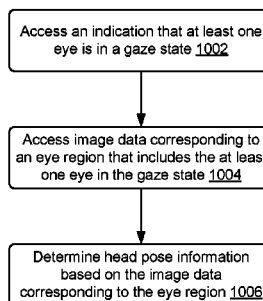 Access an indication that at least one
eye is in a gaze state 1002
Access image data corresponding to
an eye region that includes the at least
one eye in the gaze state 1004
Determine head pose information
based on the image data
corresponding to the eye region 1006